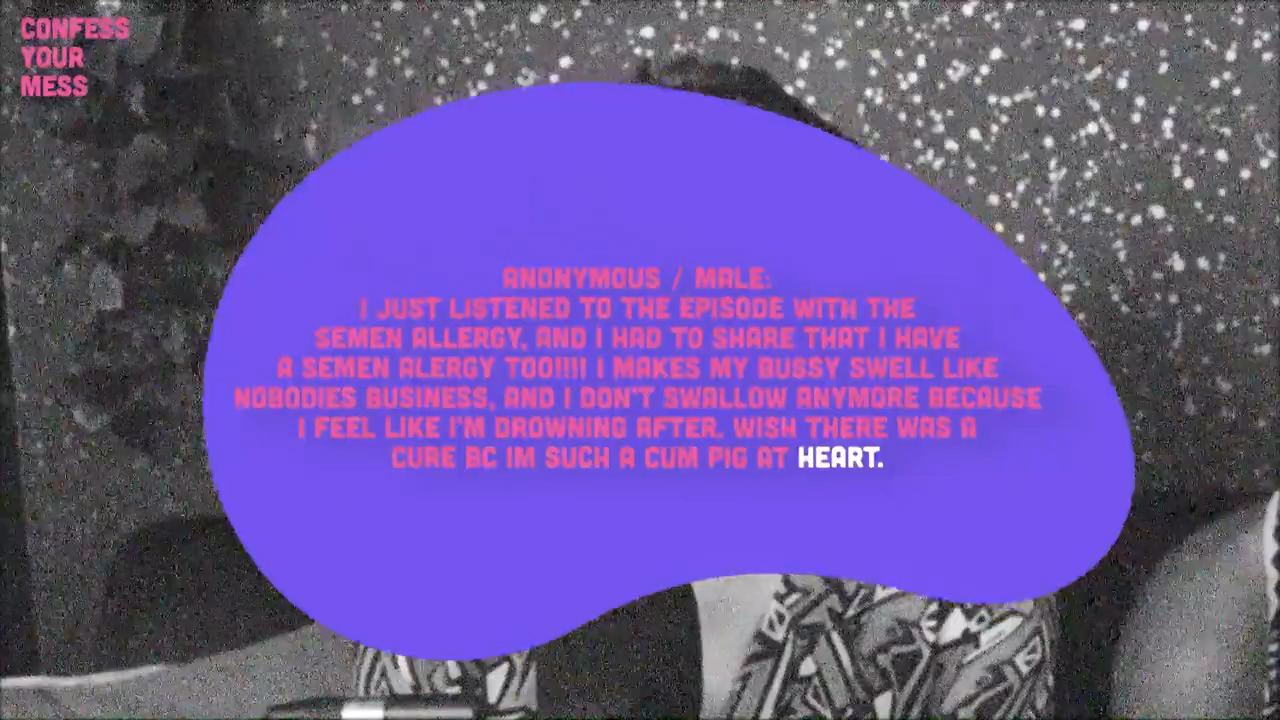 CONFESS
YOUR
MESS
ANONYMOUS / MALE:
I JUST LISTENED TO THE EPISODE WITH THE
SEMEN ALLERGY, AND I HAD TO SHARE THAT I HAVE
A SEMEN ALERGY TOO!!!! I MAKES MY BUSSY SWELL LIKE
NOBODIES BUSINESS, AND I DON'T SWALLOW ANYMORE BECAUSE
I FEEL LIKE I'M DROWNING AFTER. WISH THERE WAS A
CURE BC IM SUCH A CUM PIG AT HEART.